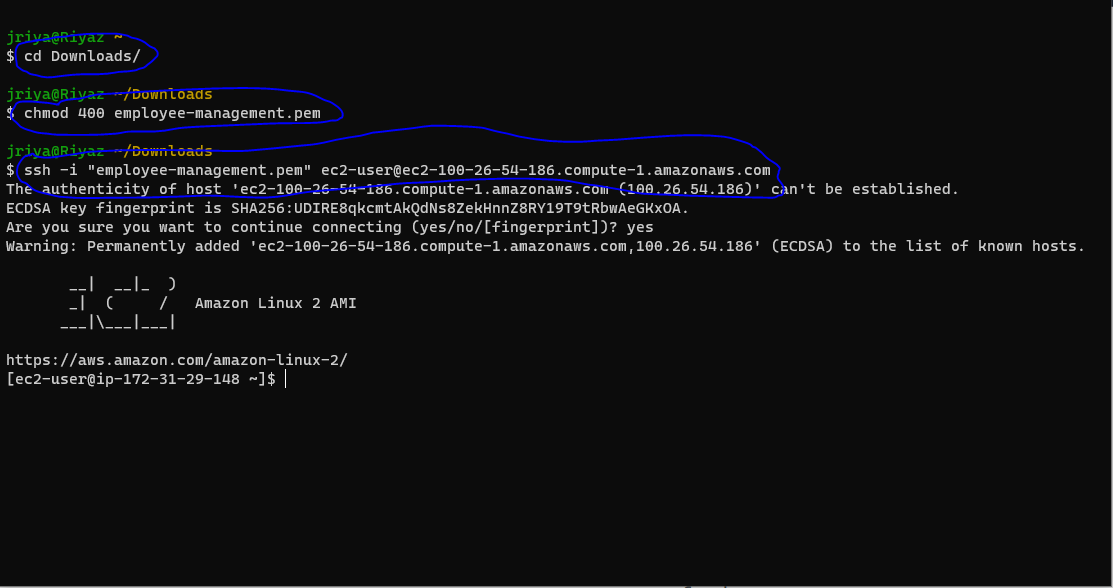 jriya@Riyaz ~
$ cd Downloads/
jriya@Riyaz ~/Downloads
$ chmod 400 employee-management.pem
jriya@Riyaz ~/Downloads
$ ssh -i "employee-management.pem" ec2-user@ec2-100-26-54-186.compute-1.amazonaws.com
The authenticity of host 'ec2-100-26-54-186.compute-1.amazonaws.com (100.26.54.186)' can't be established.
ECDSA key fingerprint is SHA256:UDIRE8qkcmtAkQdNs8ZekHnnZ8RY19T9tRbwAeGKxOA.
Are you sure you want to continue connecting (yes/no/[fingerprint])? yes
Warning: Permanently added 'ec2-100-26-54-186.compute-1.amazonaws.com,100.26.54.186' (ECDSA) to the list of known hosts.
       __|  __|_  )
       _|  (     /   Amazon Linux 2 AMI
      ___|\___|___|
https://aws.amazon.com/amazon-linux-2/
[ec2-user@ip-172-31-29-148 ~]$